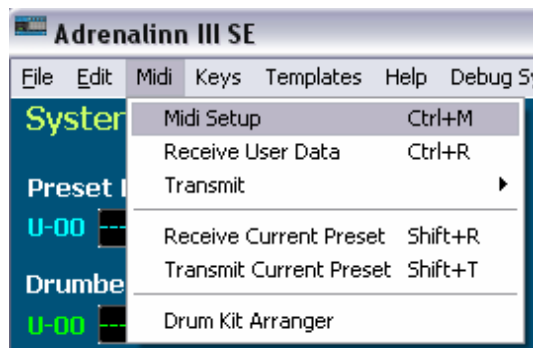 Adrenalinn III SE
File Edit Midi Keys Templates Help Debug
Midi Setup Ctrl+M
Receive User Data Ctrl+R
Transmit
Receive Current Preset Shift+R
Transmit Current Preset Shift+T
Drum Kit Arranger
Preset
U-00 ---
U-00 ---